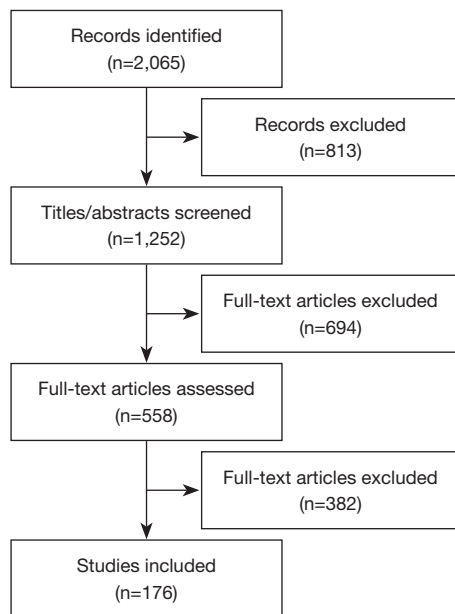 Records identified
(n=2,065)
Records excluded
(n=813)
Titles/abstracts screened
(n=1,252)
Full-text articles excluded
(n=694)
Full-text articles assessed
(n=558)
Full-text articles excluded
(n=382)
Studies included
(n=176)